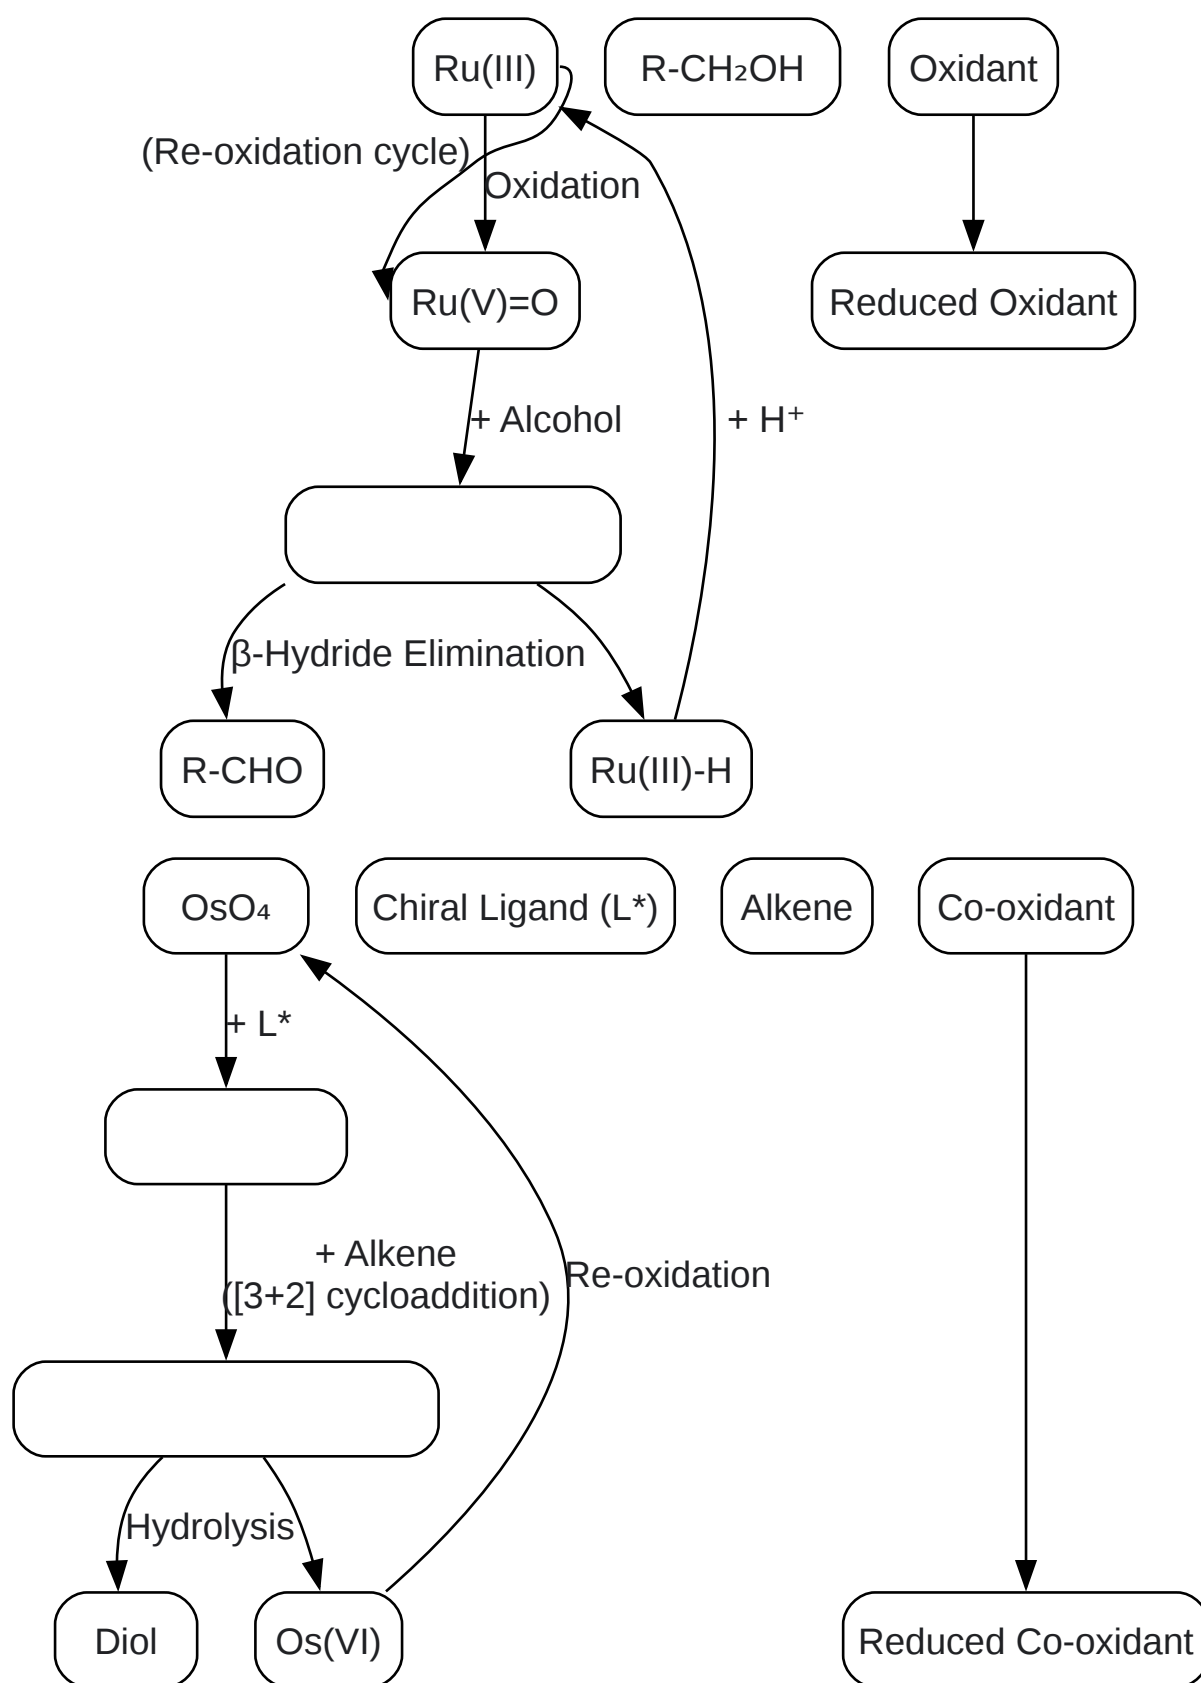 Ru(III)
R-CH₂OH
Oxidant
(Re-oxidation cycle)
Oxidation
Ru(V)=O
Reduced Oxidant
+ Alcohol
+ H⁺
β-Hydride Elimination
R-CHO
Ru(III)-H
OsO₄
Chiral Ligand (L*)
Alkene
Co-oxidant
+ L*
+ Alkene
([3+2] cycloaddition)
Re-oxidation
Hydrolysis
Diol
Os(VI)
Reduced Co-oxidant